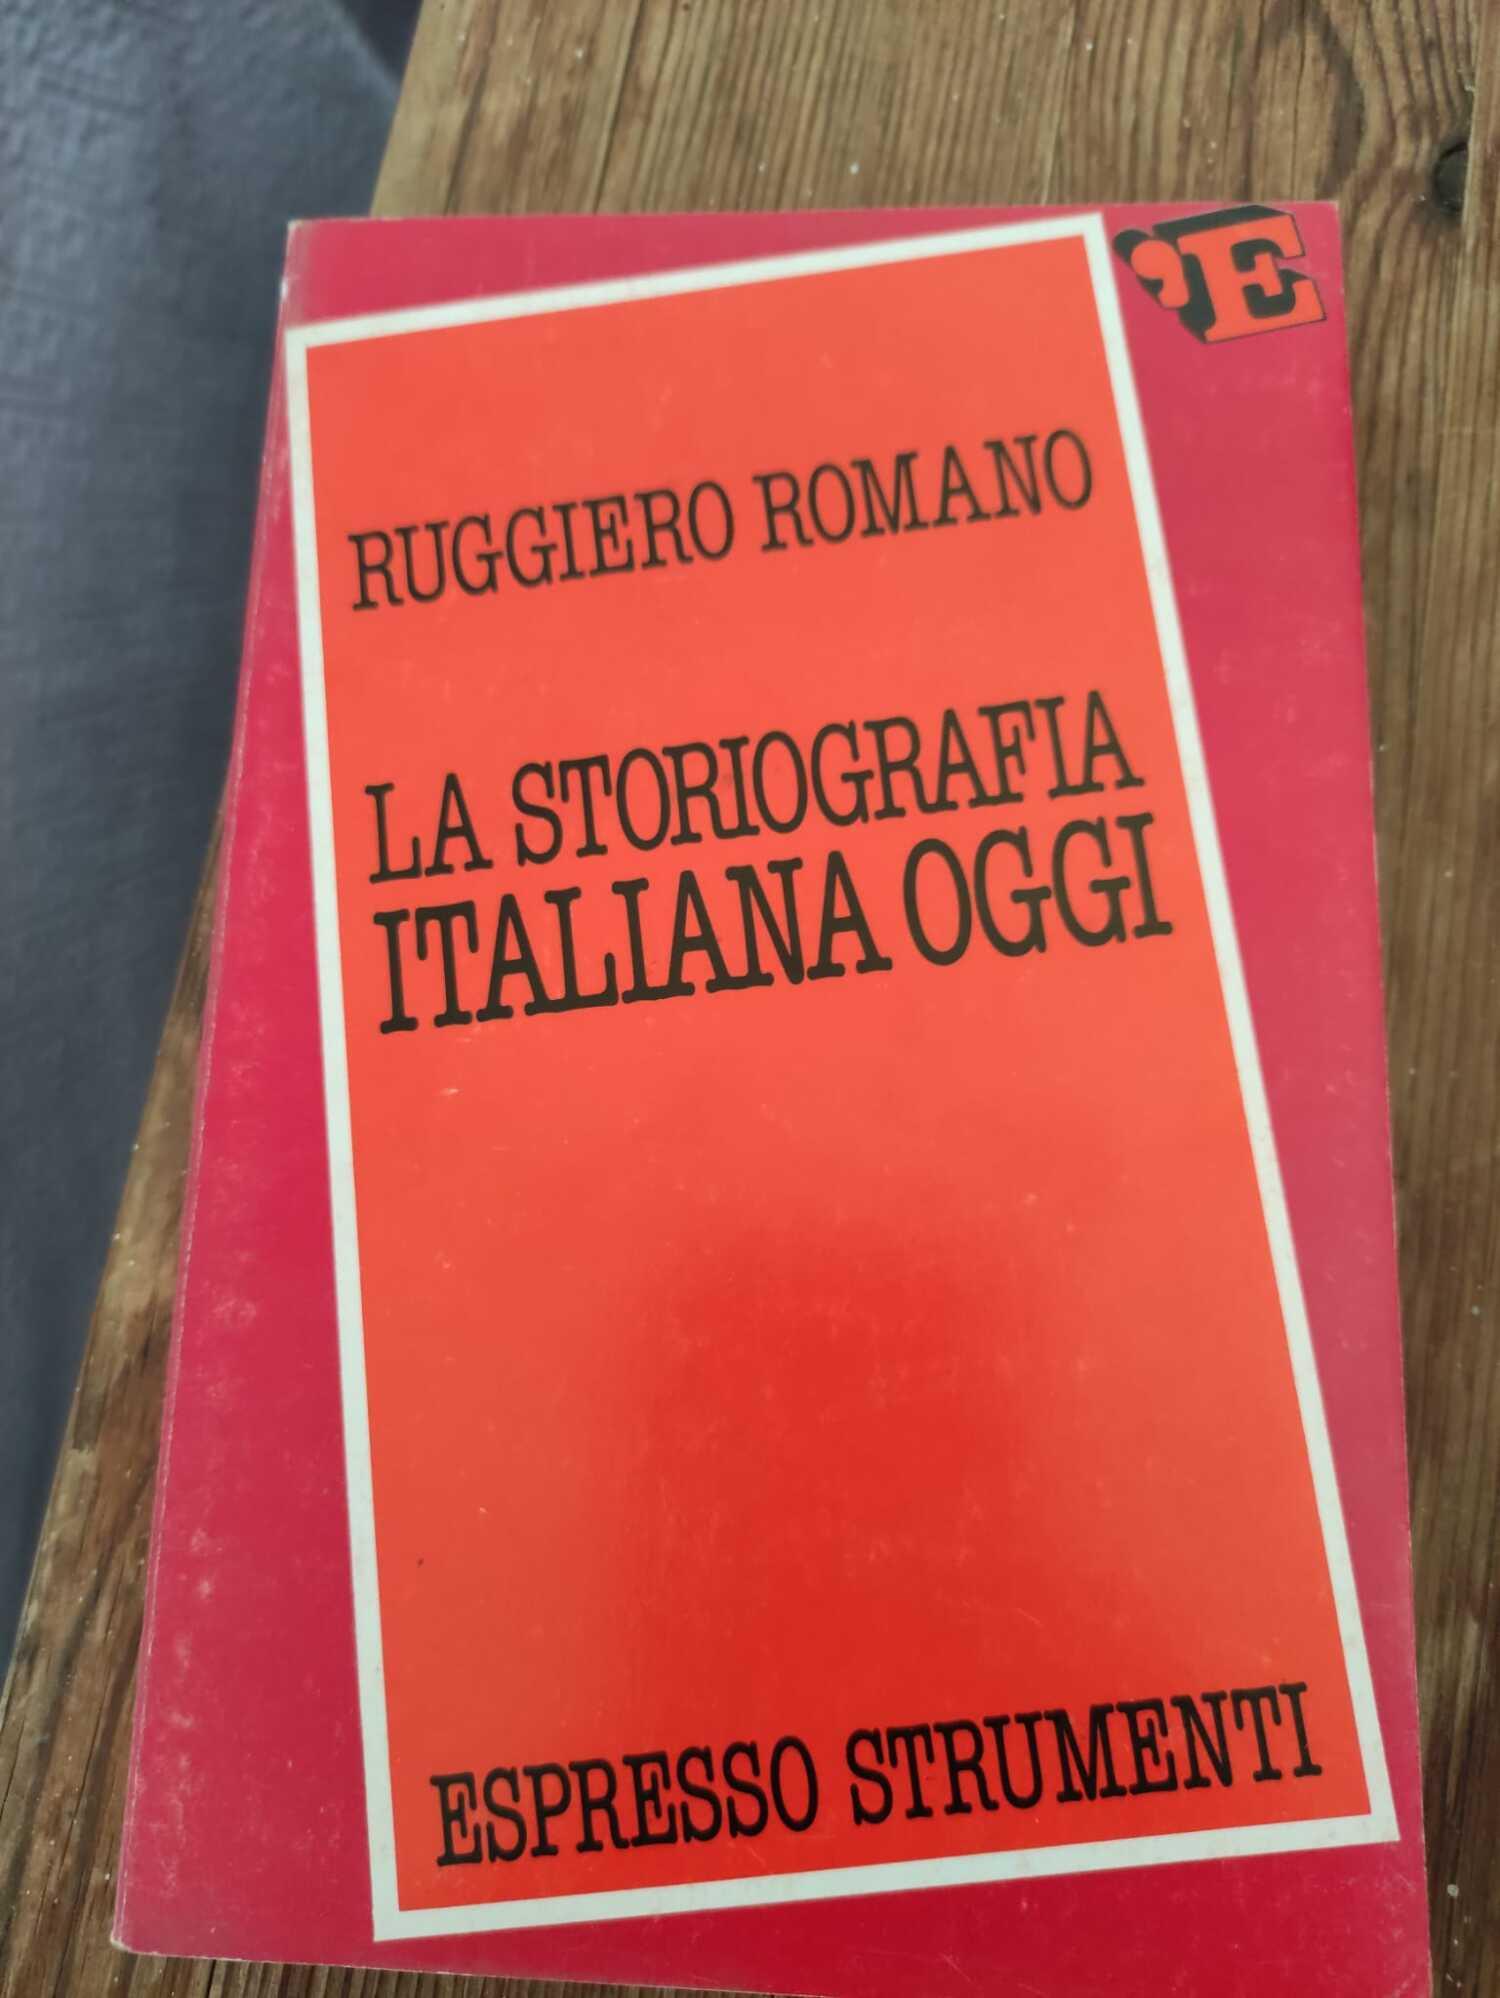 'E
RUGGIERO ROMANO
LA STORIOGRAFIA
ITALIANA OGGI
ESPRESSO STRUMENTI